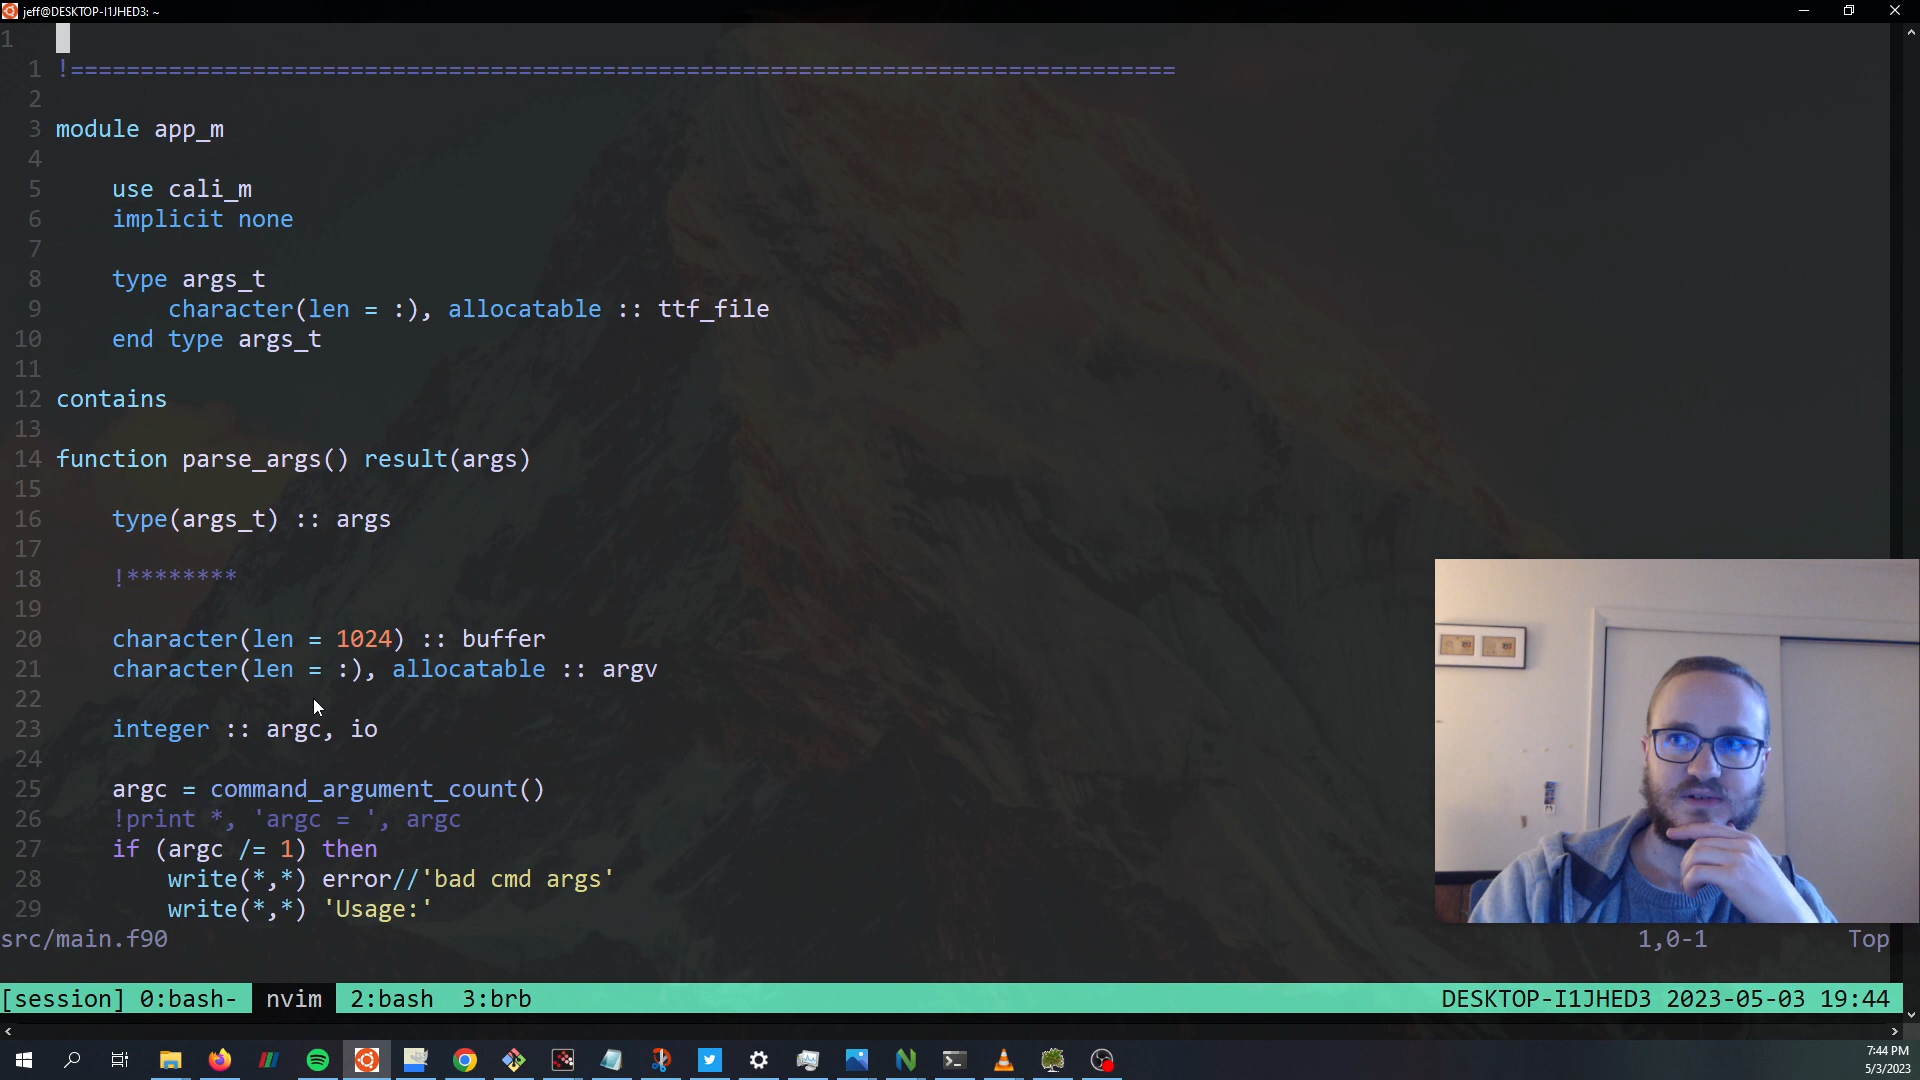 jeff@DESKTOP-I1JHED3: ~
1
1 !===============================================================================
2
3 module app_m
4
5 use cali_m
6 implicit none
7
8 type args_t
9 character(len = :), allocatable :: ttf_file
10 end type args_t
11
12 contains
13
14 function parse_args() result(args)
15
16 type(args_t) :: args
17
18 !********
19
20 character(len = 1024) :: buffer
21 character(len = :), allocatable :: argv
22
23 integer :: argc, io
24
25 argc = command_argument_count()
26 !print *, 'argc = ', argc
27 if (argc /= 1) then
28 write(*,*) error//'bad cmd args'
29 write(*,*) 'Usage:'
src/main.f90 1,0-1 Top
[session] 0:bash- nvim 2:bash 3:brb DESKTOP-I1JHED3 2023-05-03 19:44
7:44 PM
5/3/2023